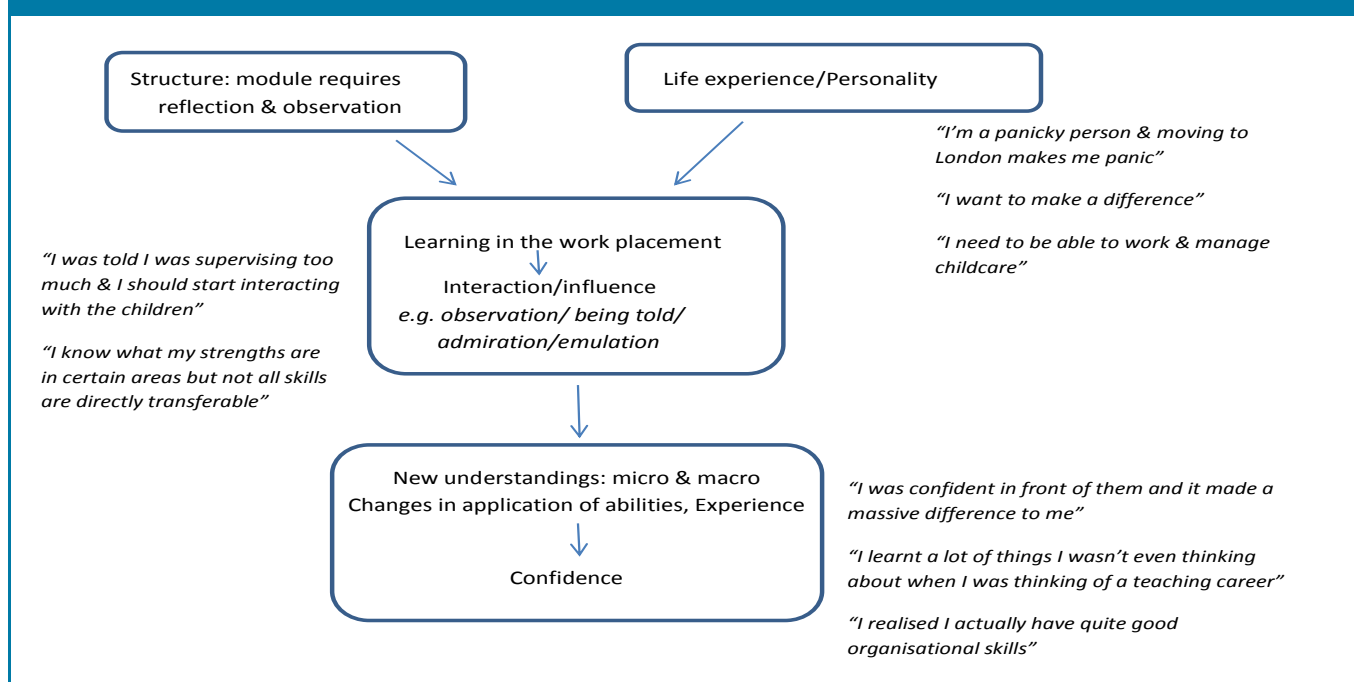 Structure: module requires
reflection & observation
Life experience/Personality
“I’m a panicky person & moving to
London makes me panic”
“I want to make a difference”
“I need to be able to work & manage
childcare”
Learning in the work placement
Interaction/influence
e.g. observation/ being told/
admiration/emulation
“I was told I was supervising too
much & I should start interacting
with the children”
“I know what my strengths are
in certain areas but not all skills
are directly transferable”
New understandings: micro & macro
Changes in application of abilities, Experience
Confidence
“I was confident in front of them and it made a
massive difference to me”
“I learnt a lot of things I wasn’t even thinking
about when I was thinking of a teaching career”
“I realised I actually have quite good
organisational skills”